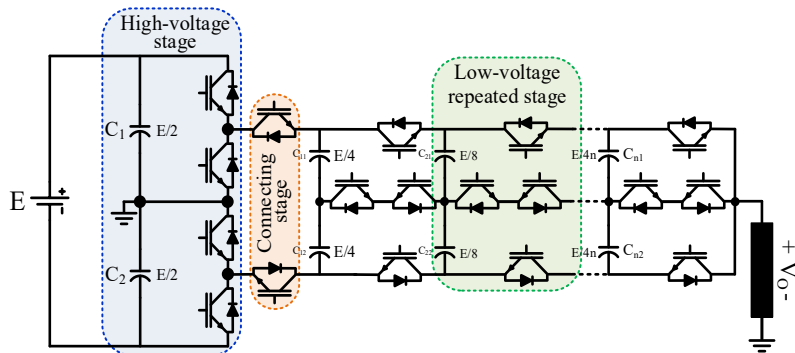 High-voltage
stage
Low-voltage
repeated stage
Connecting
stage
E
+
-
C1
E/2
C2
E/2
C11
E/4
C12
E/4
C21
E/8
C22
E/8
E/4n
Cn1
E/4n
Cn2
+ VO -